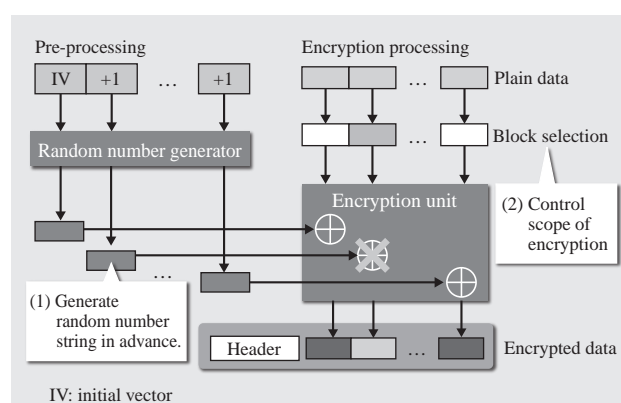 Pre-processing
Encryption processing
IV
+1
…
+1
…
Plain data
Random number generator
…
Block selection
Encryption unit
(2) Control
scope of
encryption
…
(1) Generate
random number
string in advance.
Header
…
Encrypted data
IV: initial vector